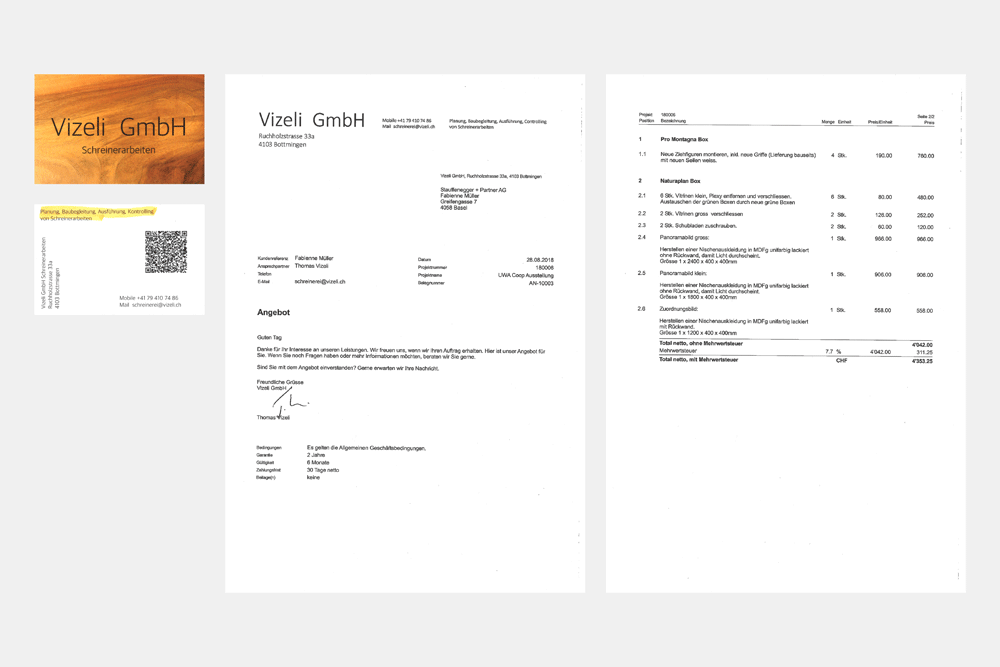 Vizeli GmbH
Schreinerarbeiten
Planung, Baubegleitung, Ausführung, Controlling
von Schreinerarbeiten
Vizeli GmbH Schreinerarbeiten
Ruchholzstrasse 33a
4103 Bottmingen
Mobile +41 79 410 74 86
Mail schreinerei@vizeli.ch
Vizeli GmbH
Ruchholzstrasse 33a
4103 Bottmingen
Mobile +41 79 410 74 86
Mail schreinerei@vizeli.ch
Planung, Baubegleitung, Ausführung, Controlling
von Schreinerarbeiten
Vizeli GmbH, Ruchholzstrasse 33a, 4103 Bottmingen
Stauffenegger + Partner AG
Fabienne Müller
Greifengasse 7
4058 Basel
Kundenreferenz Fabienne Müller
Ansprechpartner Thomas Vizeli
Telefon
E-Mail schreinerei@vizeli.ch
Datum 28.08.2018
Projektnummer 180006
Projektname UWA Coop Ausstellung
Belegnummer AN-10003
Angebot
Guten Tag
Danke für Ihr Interesse an unseren Leistungen. Wir freuen uns, wenn wir Ihren Auftrag erhalten. Hier ist unser Angebot für
Sie. Wenn Sie noch Fragen haben oder mehr Informationen möchten, beraten wir Sie gerne.
Sind Sie mit dem Angebot einverstanden? Gerne erwarten wir Ihre Nachricht.
Freundliche Grüsse
Vizeli GmbH
Thomas Vizeli
Bedingungen Es gelten die Allgemeinen Geschäftsbedingungen.
Garantie 2 Jahre
Gültigkeit 6 Monate
Zahlungsfrist 30 Tage netto
Beilage(n) keine
Projekt 180006 Seite 2/2
Position Bezeichnung Menge Einheit Preis/Einheit Preis
1 Pro Montagna Box
1.1 Neue Ziehfiguren montieren, inkl. neue Griffe (Lieferung bauseits) 4 Stk. 190.00 760.00
mit neuen Seilen weiss.
2 Naturaplan Box
2.1 6 Stk. Vitrinen klein, Plexy entfernen und verschliessen. 6 Stk. 80.00 480.00
Austauschen der grünen Boxen durch neue grüne Boxen
2.2 2 Stk. Vitrinen gross verschliessen 2 Stk. 126.00 252.00
2.3 2 Stk. Schubladen zuschrauben. 2 Stk. 60.00 120.00
2.4 Panoramabild gross: 1 Stk. 966.00 966.00
Herstellen einer Nischenauskleidung in MDFg unifarbig lackiert
ohne Rückwand, damit Licht durchscheint.
Grösse 1 x 2400 x 400 x 400mm
2.5 Panoramabild klein: 1 Stk. 906.00 906.00
Herstellen einer Nischenauskleidung in MDFg unifarbig lackiert
ohne Rückwand, damit Licht durchscheint.
Grösse 1 x 1800 x 400 x 400mm
2.6 Zuordnungsbild: 1 Stk. 558.00 558.00
Herstellen einer Nischenauskleidung in MDFg unifarbig lackiert
mit Rückwand.
Grösse 1 x 1200 x 400 x 400mm
Total netto, ohne Mehrwertsteuer 4'042.00
Mehrwertsteuer 7.7 % 4'042.00 311.25
Total netto, mit Mehrwertsteuer CHF 4'353.25